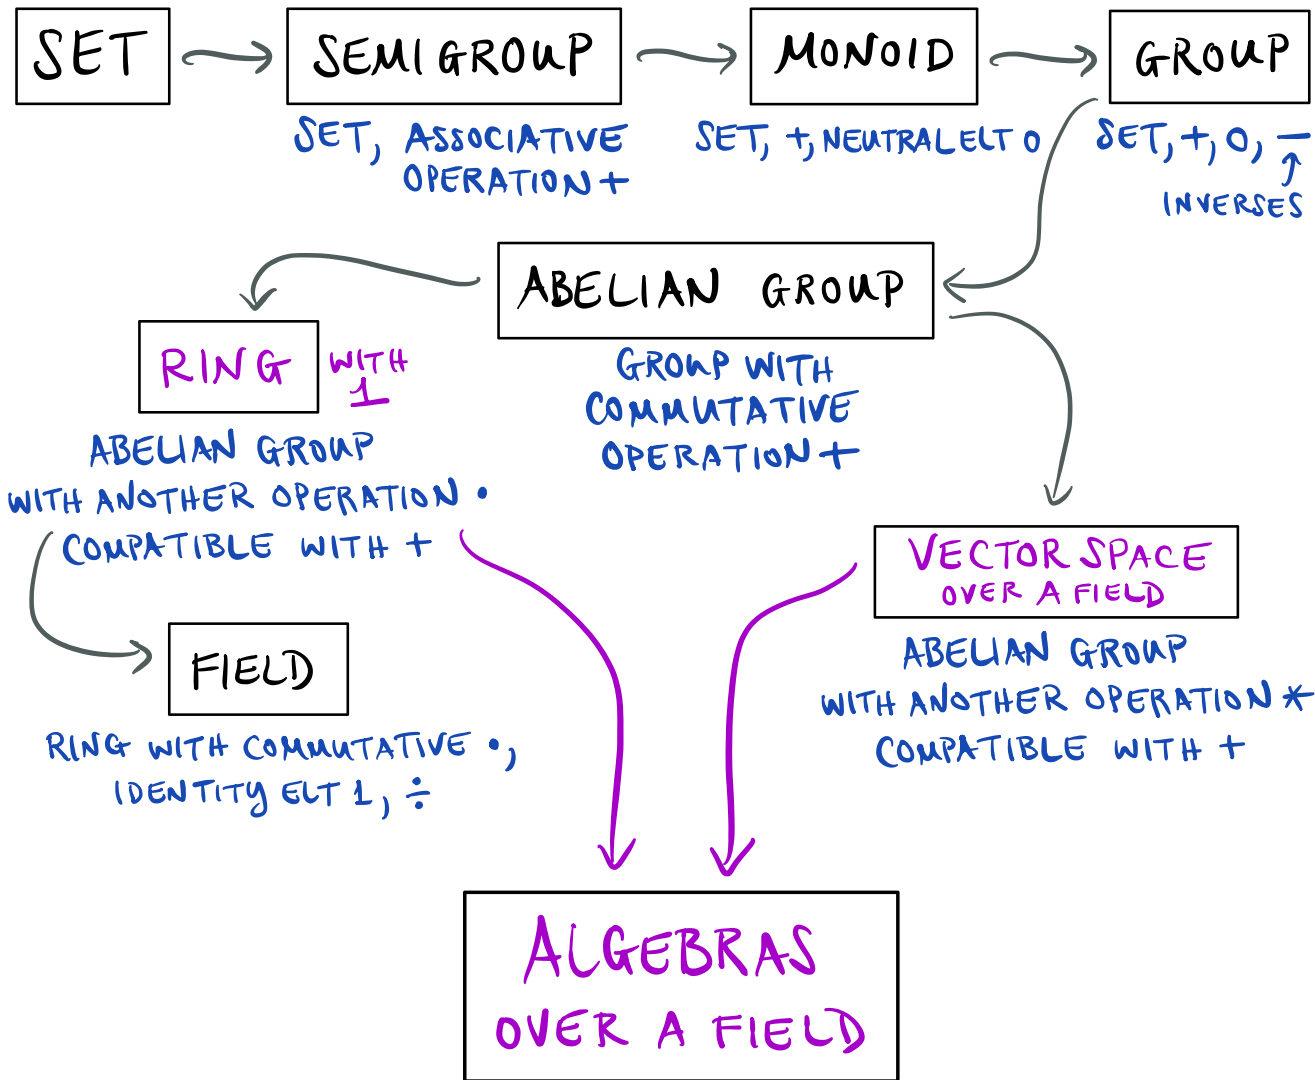 SET
SEMIGROUP
MONOID
GROUP
SET, ASSOCIATIVE
OPERATION +
SET, +, NEUTRAL ELT 0
SET, +, 0, −
INVERSES
ABELIAN GROUP
GROUP WITH
COMMUTATIVE
OPERATION +
RING WITH
1
ABELIAN GROUP
WITH ANOTHER OPERATION •
COMPATIBLE WITH +
VECTOR SPACE
OVER A FIELD
ABELIAN GROUP
WITH ANOTHER OPERATION *
COMPATIBLE WITH +
FIELD
RING WITH COMMUTATIVE •,
IDENTITY ELT 1, ÷
ALGEBRAS
OVER A FIELD